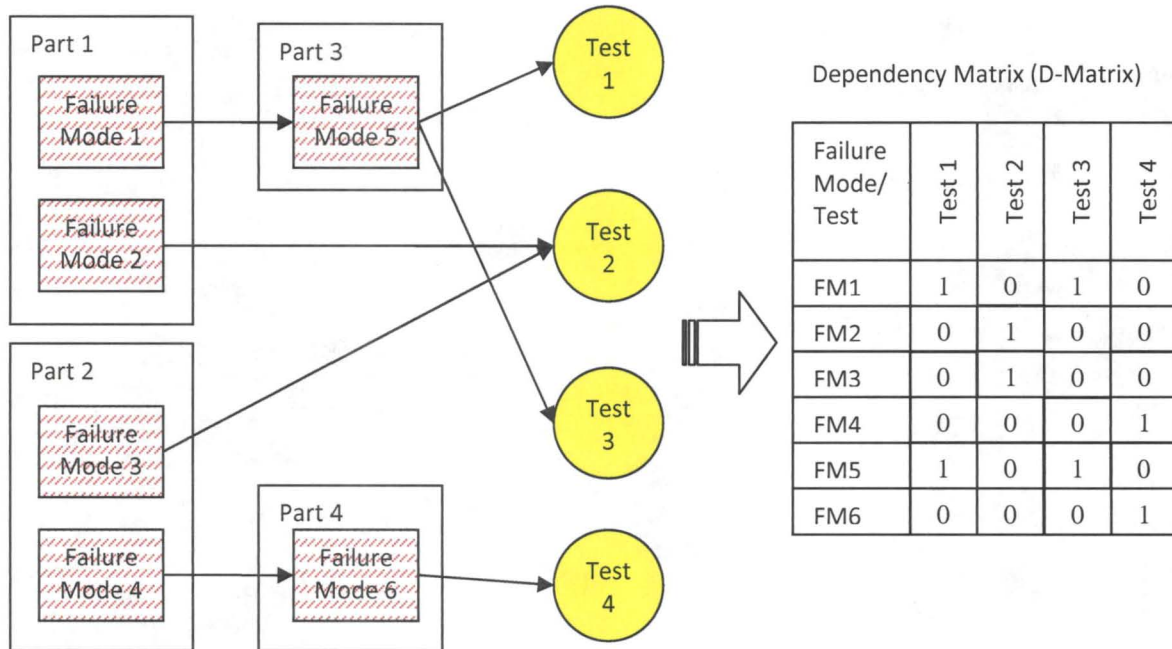 Part 1
Failure
Mode 1
Failure
Mode 2
Part 2
Failure
Mode 3
Failure
Mode 4
Part 3
Failure
Mode 5
Part 4
Failure
Mode 6
Test
1
Test
2
Test
3
Test
4
Dependency Matrix (D-Matrix)
Failure
Mode/
Test
Test 1
Test 2
Test 3
Test 4
FM1 1 0 1 0
FM2 0 1 0 0
FM3 0 1 0 0
FM4 0 0 0 1
FM5 1 0 1 0
FM6 0 0 0 1